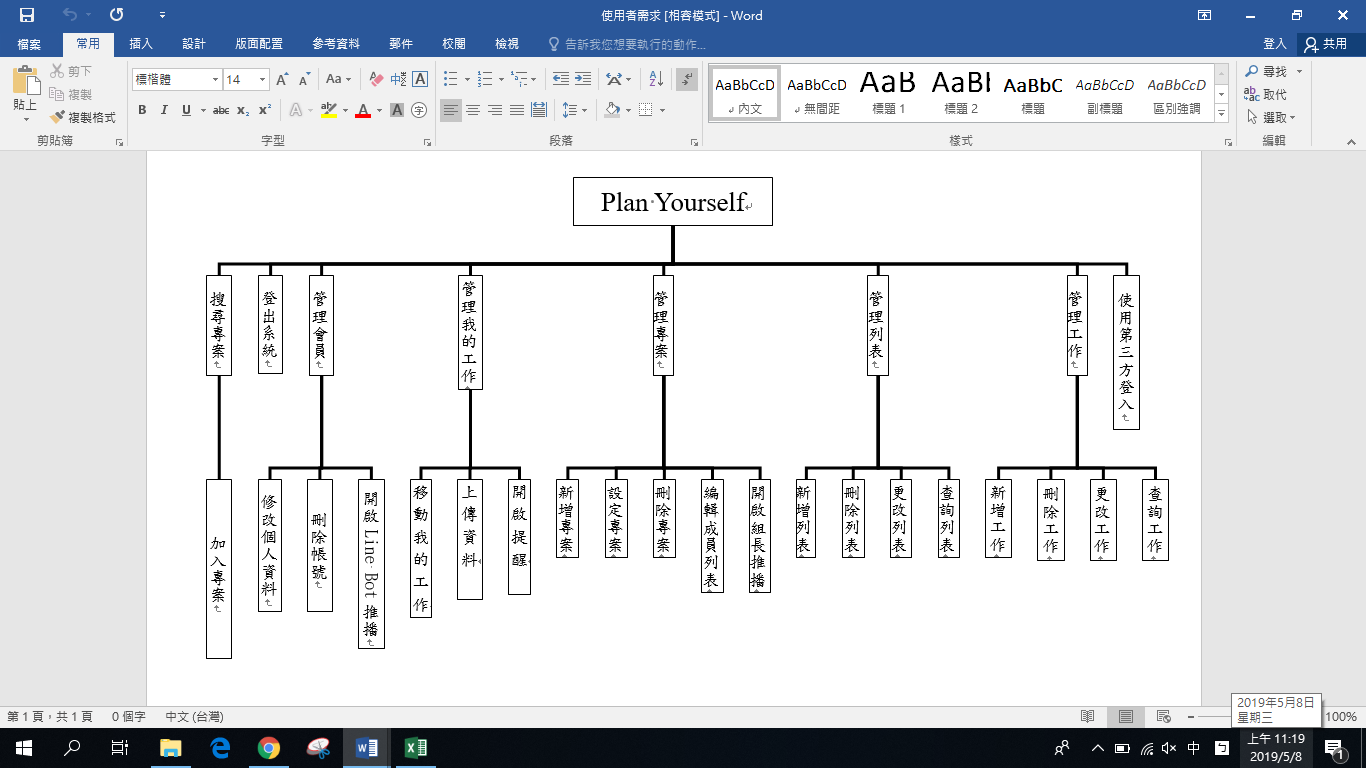 使用者需求 [相容模式] - Word
檔案 常用 插入 設計 版面配置 參考資料 郵件 校閱 檢視 告訴我您想要執行的動作... 登入 共用
貼上
剪下
複製
複製格式
剪貼簿
標楷體 14
字型
段落
AaBbCcD AaBbCcD AaB AaBb AaBbC AaBbCcD AaBbCcD
內文 無間距 標題 1 標題 2 標題 副標題 區別強調
樣式
尋找
取代
選取
編輯
Plan Yourself
搜尋專案
登出系統
管理會員
管理我的工作
管理專案
管理列表
管理工作
使用第三方登入
加入專案
修改個人資料
刪除帳號
開啟 Line Bot 推播
移動我的工作
上傳資料
開啟提醒
新增專案
設定專案
刪除專案
編輯成員列表
開啟組長推播
新增列表
刪除列表
更改列表
查詢列表
新增工作
刪除工作
更改工作
查詢工作
第 1 頁，共 1 頁 0 個字 中文 (台灣) 100%
2019年5月8日
星期三
中
上午 11:19
2019/5/8
1